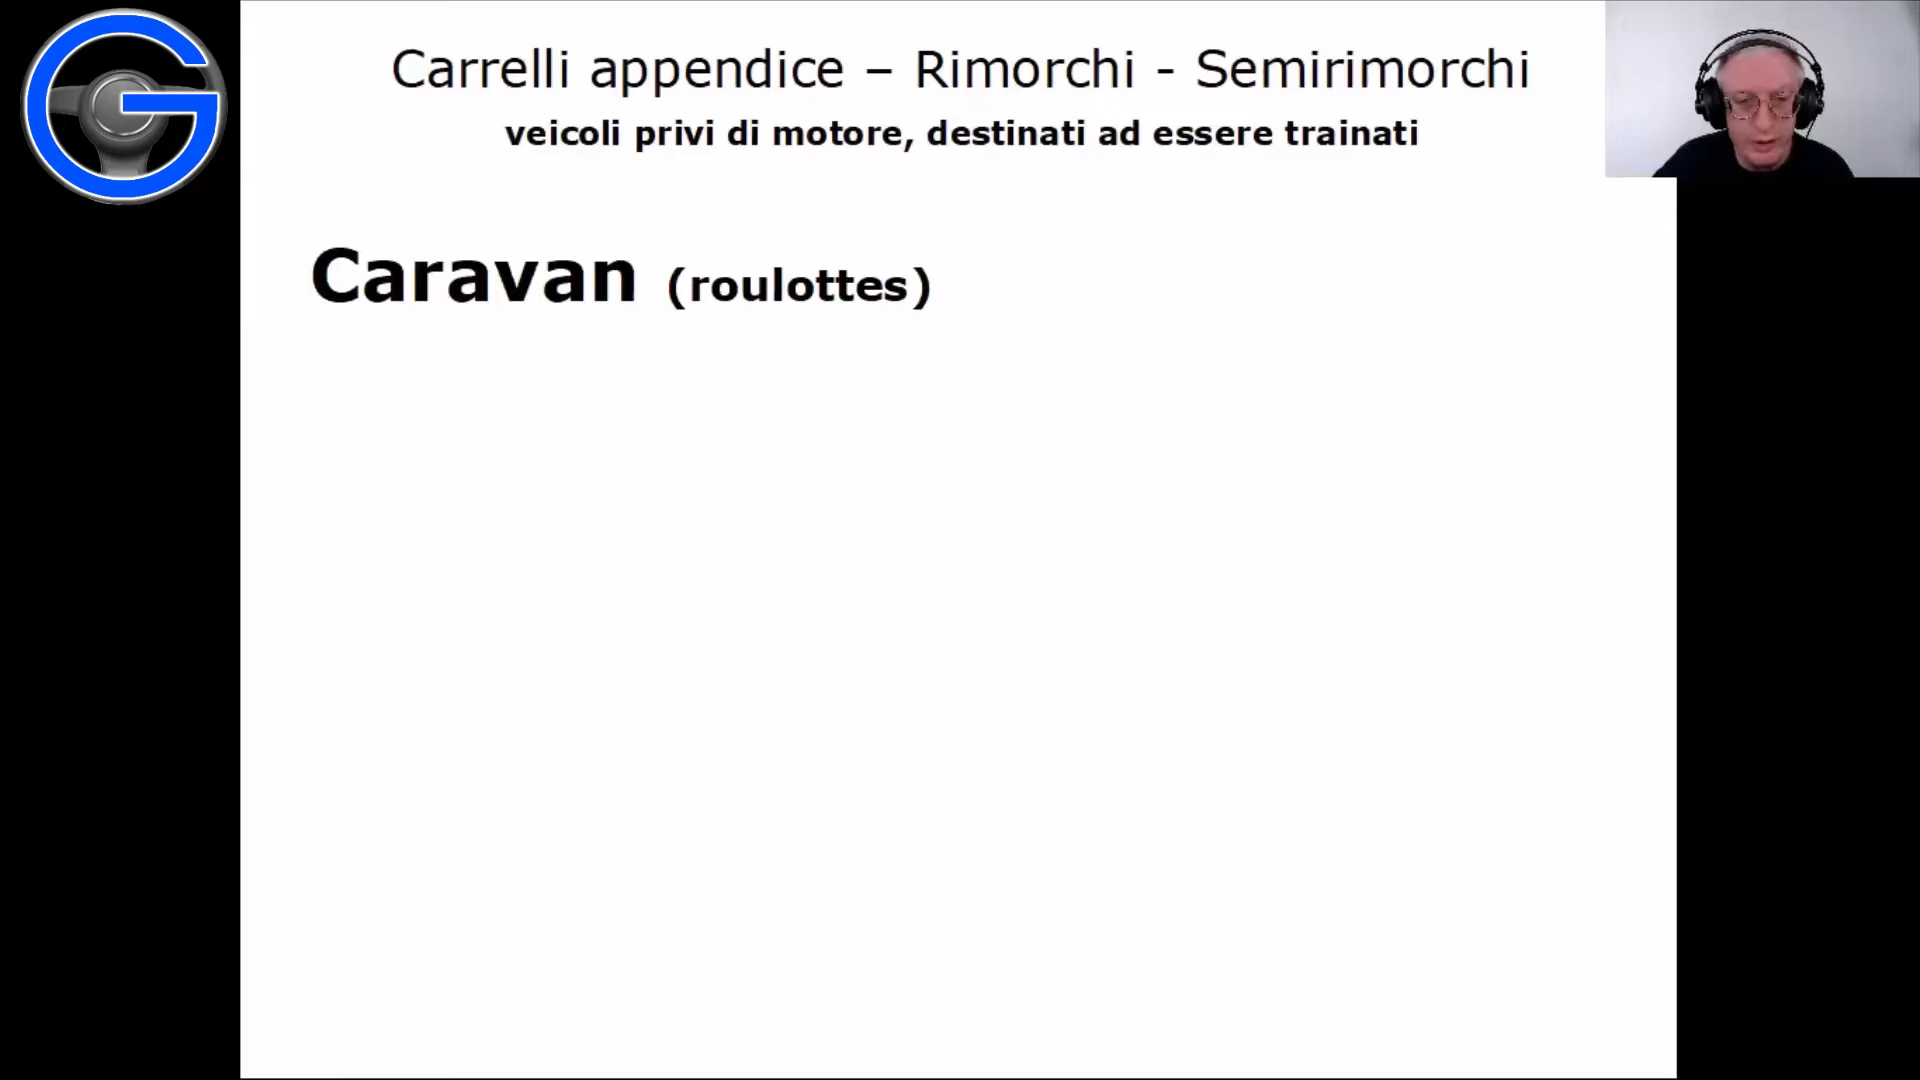 G
Carrelli appendice – Rimorchi - Semirimorchi
veicoli privi di motore, destinati ad essere trainati
Caravan (roulottes)